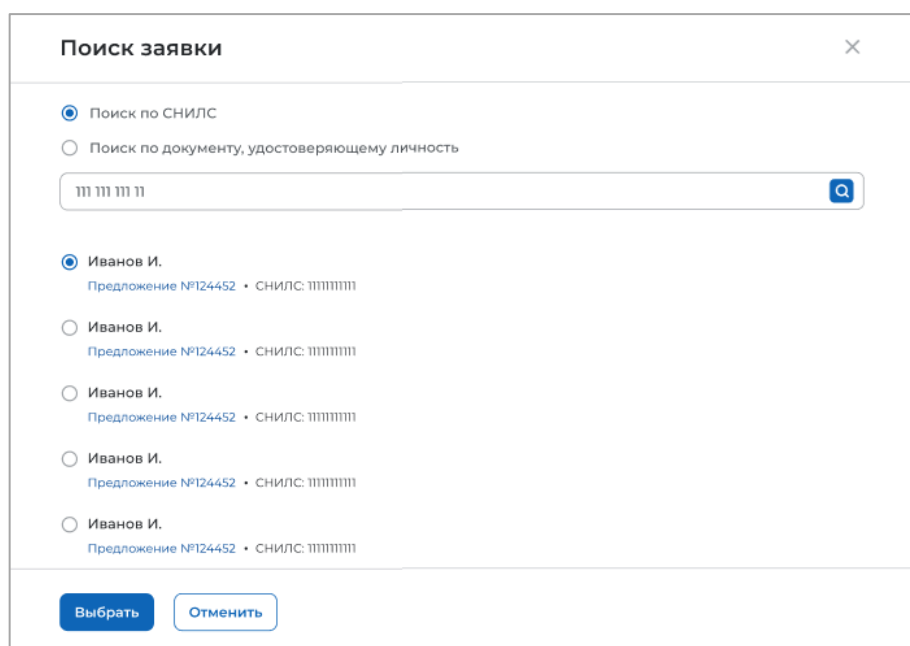 Поиск заявки
Поиск по СНИЛС
Поиск по документу, удостоверяющему личность
111 111 111 11
Иванов И.
Предложение №124452 • СНИЛС: 11111111111
Иванов И.
Предложение №124452 • СНИЛС: 11111111111
Иванов И.
Предложение №124452 • СНИЛС: 11111111111
Иванов И.
Предложение №124452 • СНИЛС: 11111111111
Иванов И.
Предложение №124452 • СНИЛС: 11111111111
Выбрать Отменить